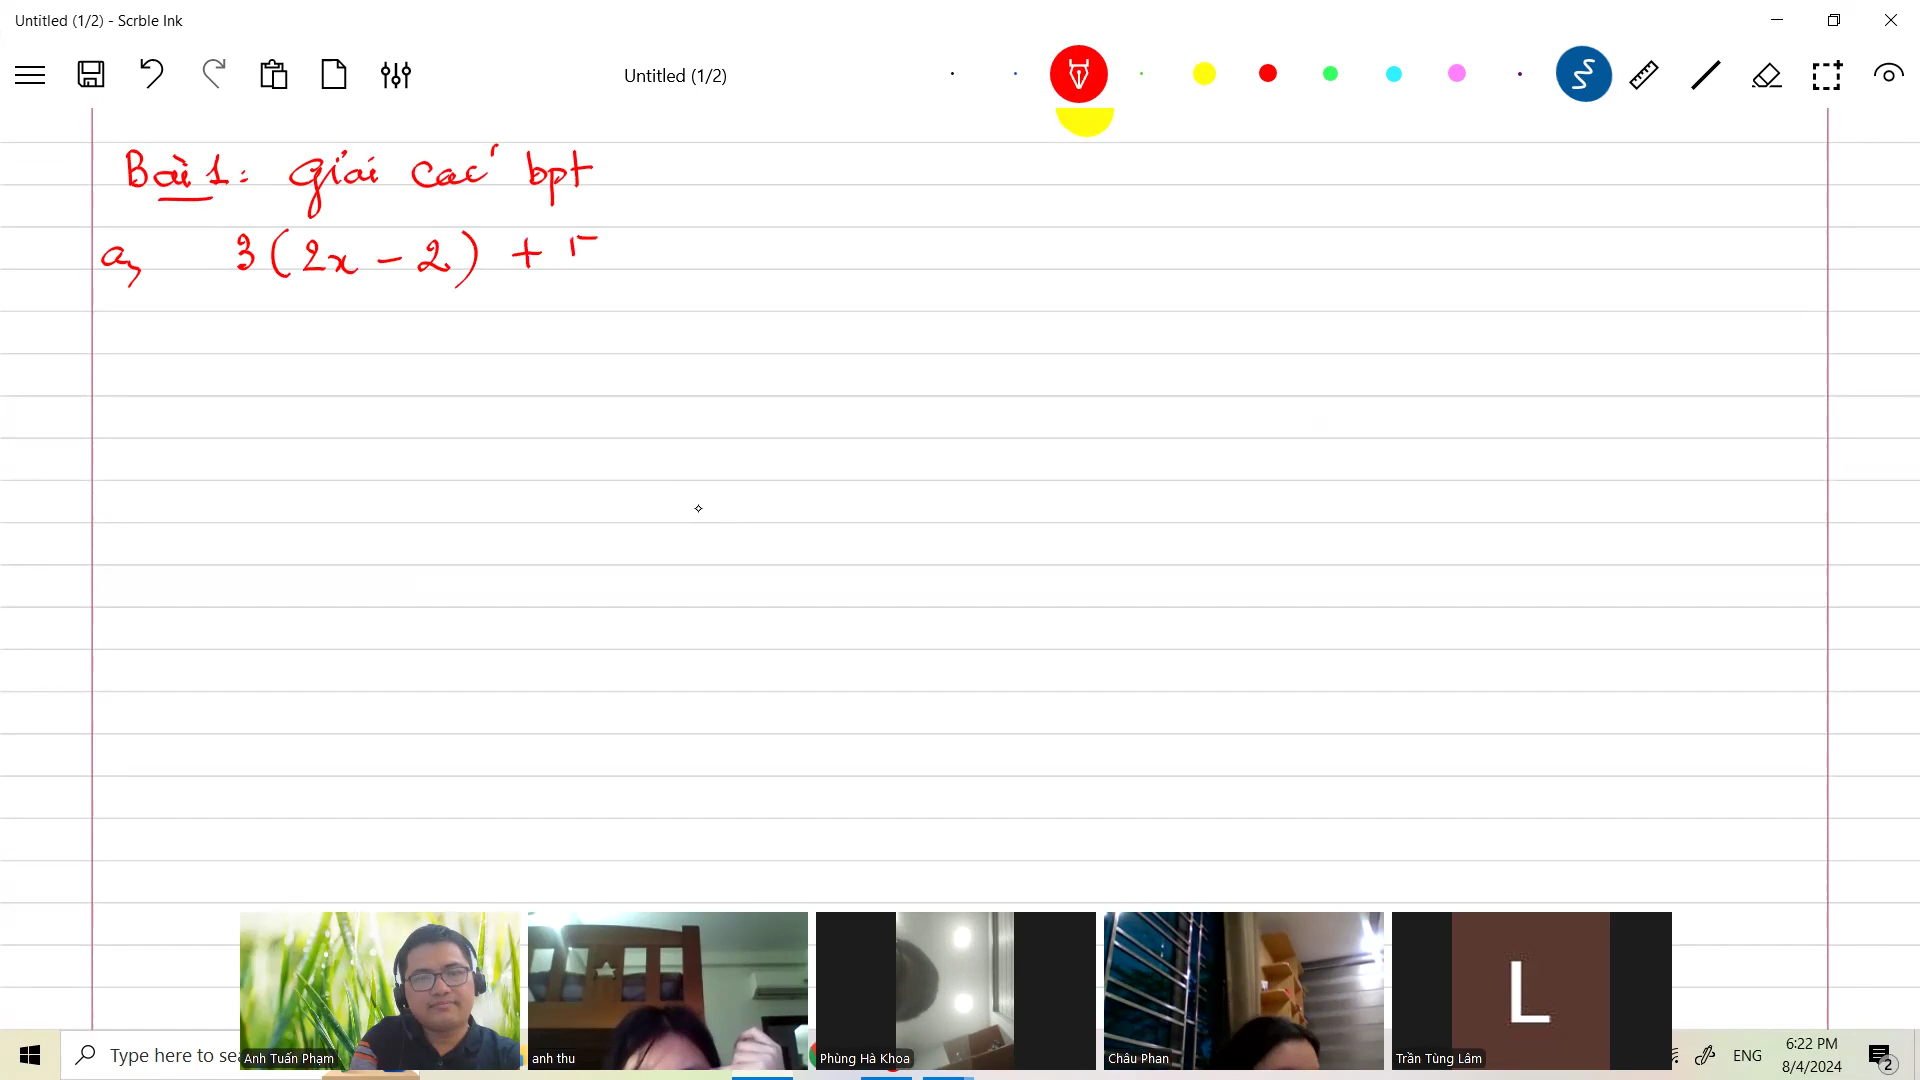 Untitled (1/2) - Scrble Ink
Untitled (1/2)
Bài 1: Giải các bpt
a, 3(2x - 2) +
Anh Tuấn Phạm
anh thu
Phùng Hà Khoa
Châu Phan
L
Trần Tùng Lâm
Type here to se
ENG
6:22 PM
8/4/2024
2